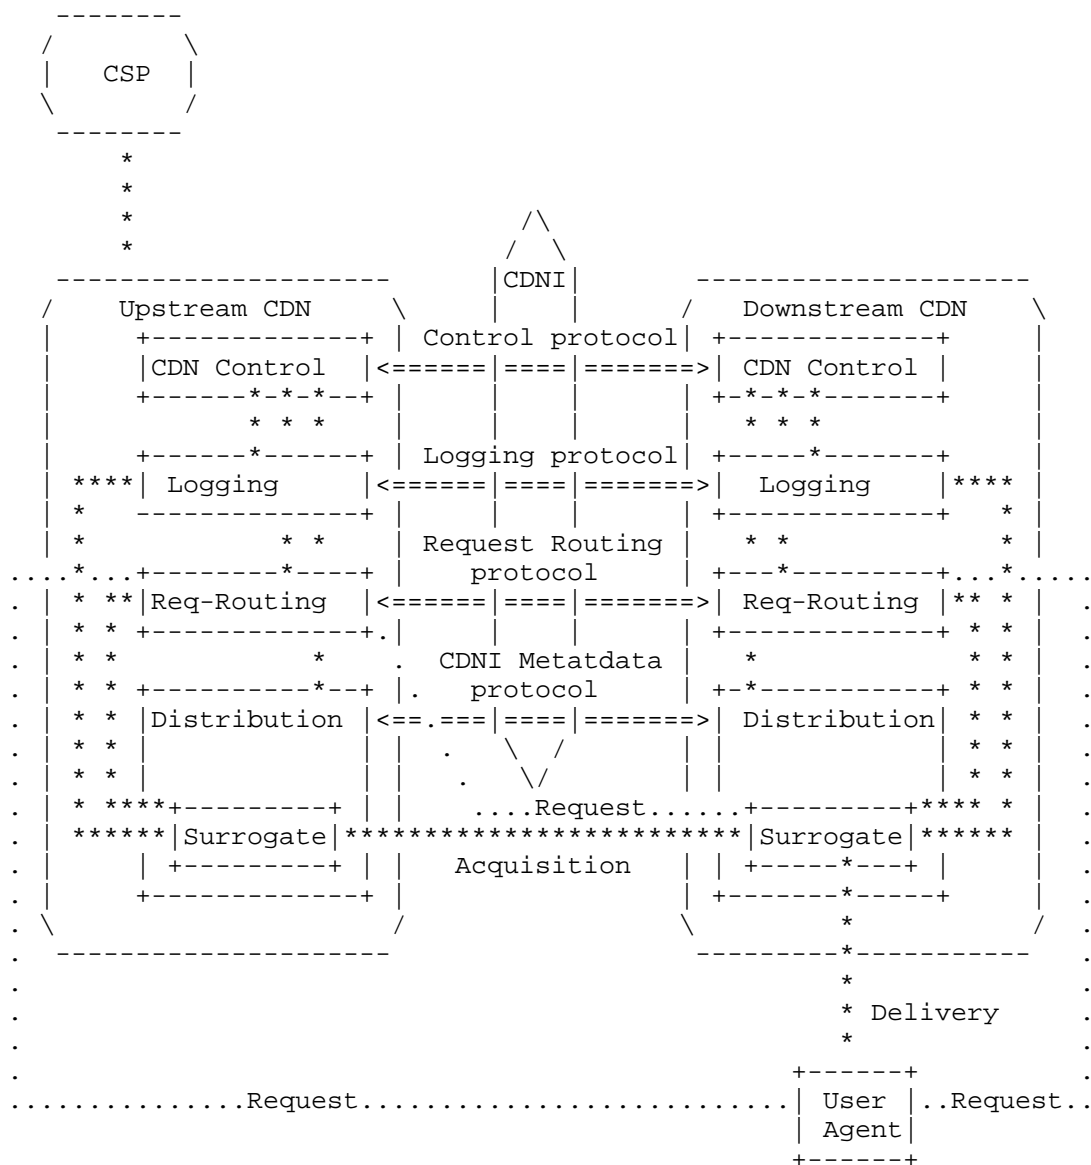 CSP
CDNI
Upstream CDN Downstream CDN
Control protocol
CDN Control CDN Control
Logging protocol
Logging Logging
Request Routing
protocol
Req-Routing Req-Routing
CDNI Metatdata
protocol
Distribution Distribution
Request
Surrogate Surrogate
Acquisition
Delivery
Request User Request
Agent